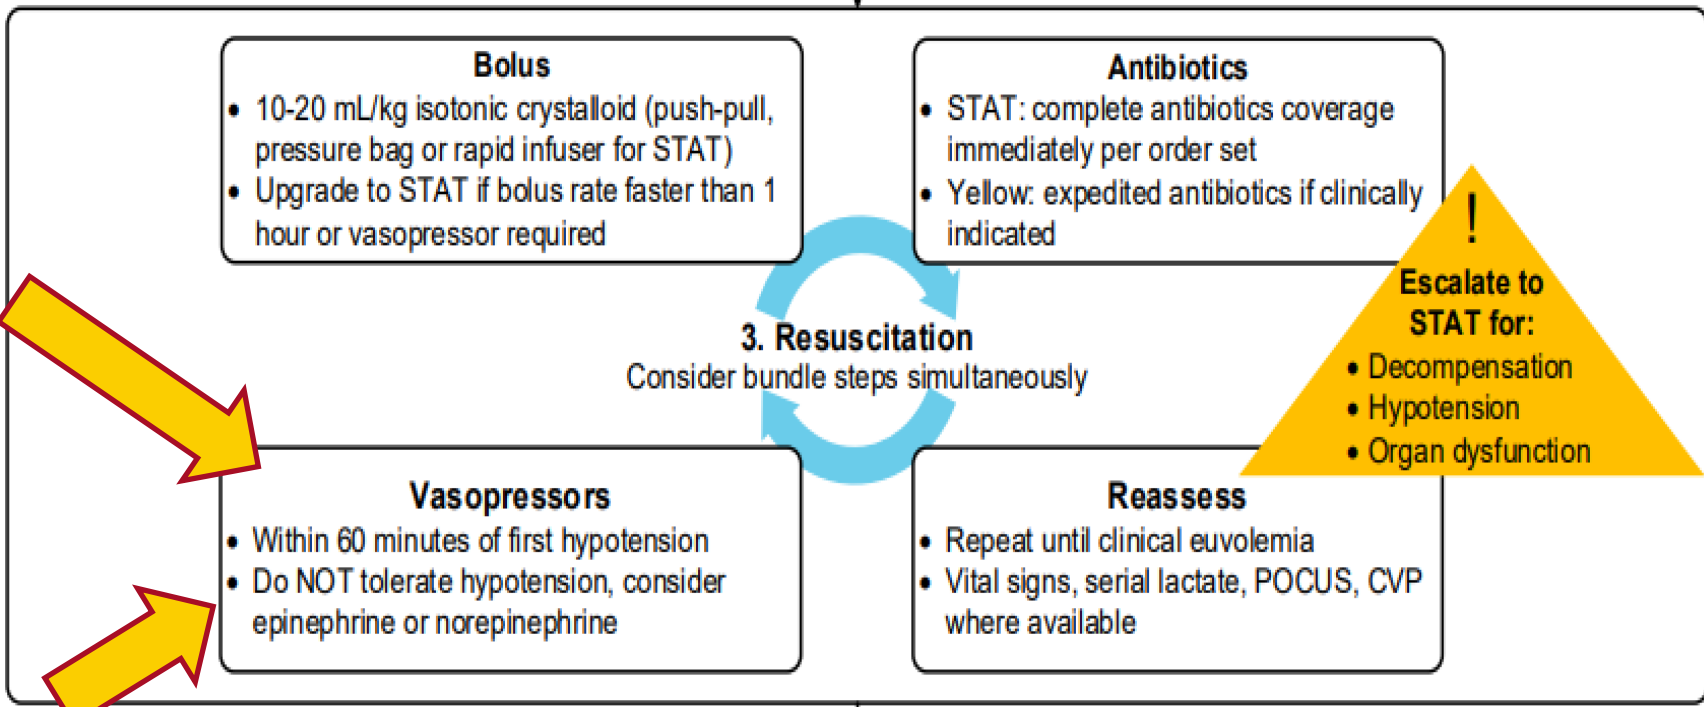 Bolus
• 10-20 mL/kg isotonic crystalloid (push-pull,
pressure bag or rapid infuser for STAT)
• Upgrade to STAT if bolus rate faster than 1
hour or vasopressor required
Antibiotics
• STAT: complete antibiotics coverage
immediately per order set
• Yellow: expedited antibiotics if clinically
indicated
!
Escalate to
STAT for:
• Decompensation
• Hypotension
• Organ dysfunction
3. Resuscitation
Consider bundle steps simultaneously
Vasopressors
• Within 60 minutes of first hypotension
• Do NOT tolerate hypotension, consider
epinephrine or norepinephrine
Reassess
• Repeat until clinical euvolemia
• Vital signs, serial lactate, POCUS, CVP
where available